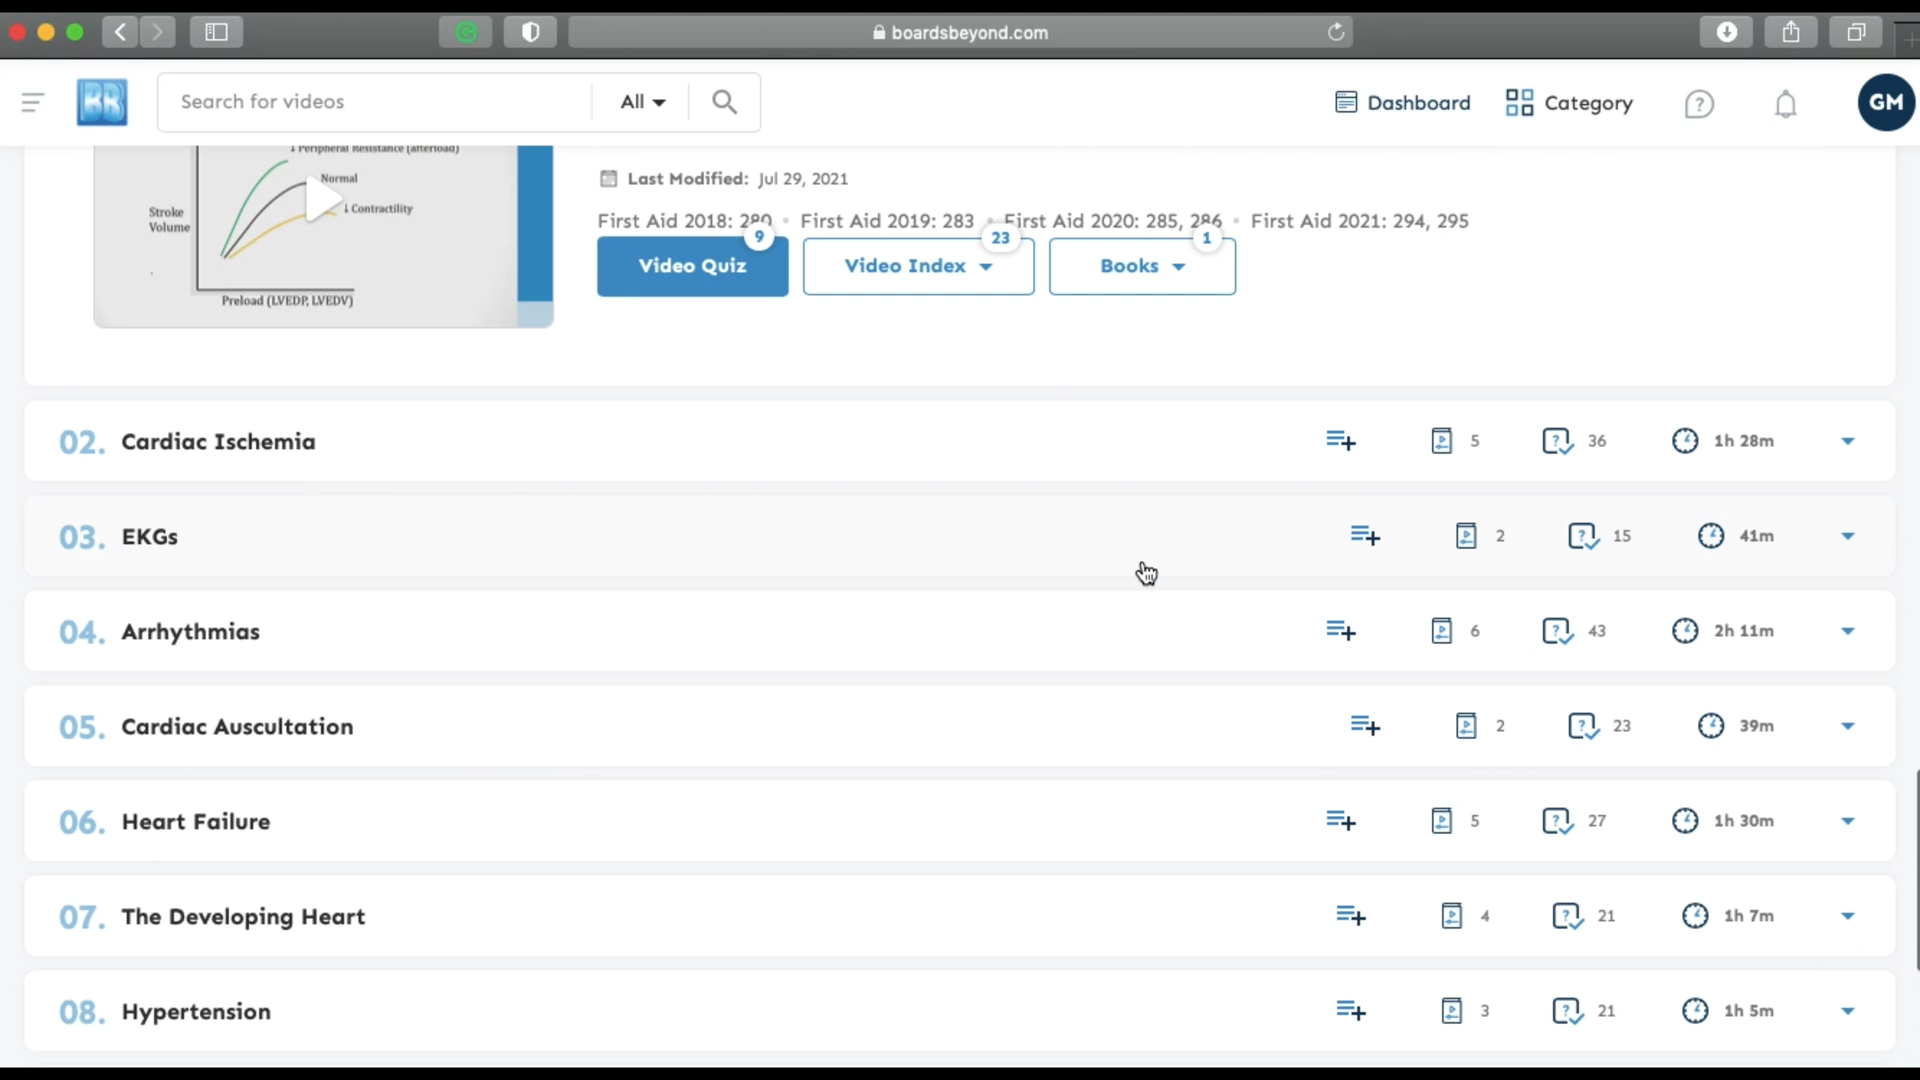 boardsbeyond.com
BB
Search for videos
All
Dashboard
Category
?
GM
↓ Peripheral Resistance (afterload)
Normal
↓ Contractility
Stroke
Volume
Preload (LVEDP, LVEDV)
Last Modified: Jul 29, 2021
First Aid 2018: 280 • First Aid 2019: 283 • First Aid 2020: 285, 286 • First Aid 2021: 294, 295
Video Quiz 9
Video Index 23
Books 1
02. Cardiac Ischemia 5 36 1h 28m
03. EKGs 2 15 41m
04. Arrhythmias 6 43 2h 11m
05. Cardiac Auscultation 2 23 39m
06. Heart Failure 5 27 1h 30m
07. The Developing Heart 4 21 1h 7m
08. Hypertension 3 21 1h 5m